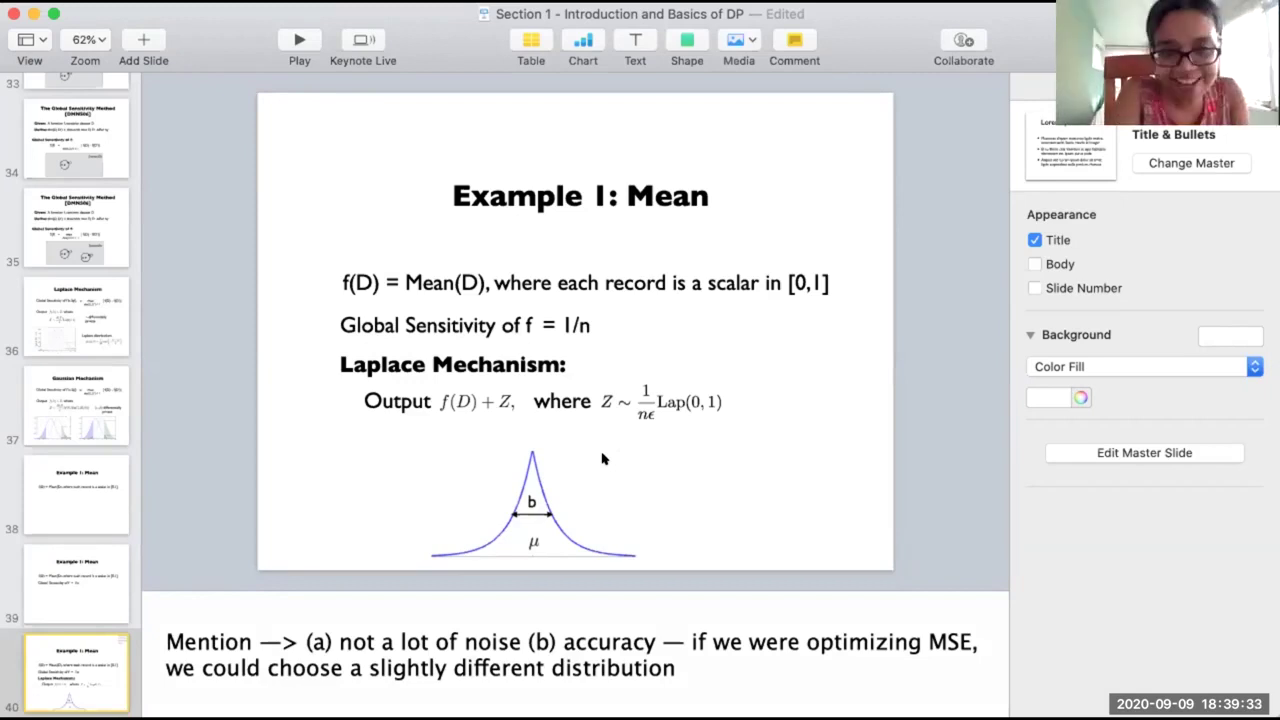 Section 1 - Introduction and Basics of DP — Edited
62%
View
Zoom
Add Slide
Play
Keynote Live
Table
Chart
Text
Shape
Media
Comment
Collaborate
33
The Global Sensitivity Method
[DMNS06]
34
The Global Sensitivity Method
[DMNS06]
35
Laplace Mechanism
36
Gaussian Mechanism
37
Example 1: Mean
38
Example 1: Mean
39
Example 1: Mean
40
Example 1: Mean
f(D) = Mean(D), where each record is a scalar in [0,1]
Global Sensitivity of f = 1/n
Laplace Mechanism:
Output f(D) + Z, where Z ∼ 1/nϵ Lap(0, 1)
b
μ
Mention —> (a) not a lot of noise (b) accuracy — if we were optimizing MSE,
we could choose a slightly different distribution
Title & Bullets
Change Master
Appearance
Title
Body
Slide Number
Background
Color Fill
Edit Master Slide
2020-09-09 18:39:33